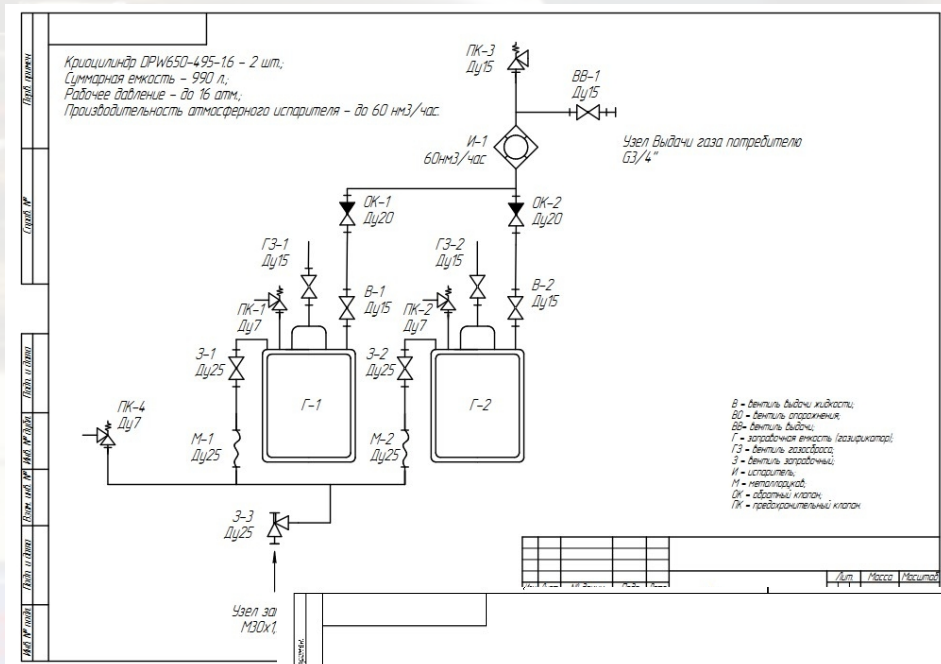 Криоцилиндр DPW650-495-1.6 - 2 шт.;
Суммарная емкость - 990 л.;
Рабочее давление - до 16 атм.;
Производительность атмосферного испарителя - до 60 нм3/час.
ПК-3
Ду15
ВВ-1
Ду15
И-1
60нм3/час
Узел Выдачи газа потребителю
G3/4"
ОК-1
Ду20
ОК-2
Ду20
ГЗ-1
Ду15
ГЗ-2
Ду15
ПК-1
Ду7
В-1
Ду15
ПК-2
Ду7
В-2
Ду15
З-1
Ду25
З-2
Ду25
Г-1
Г-2
ПК-4
Ду7
М-1
Ду25
М-2
Ду25
З-3
Ду25
Узел за
М30х1,
В - вентиль выдачи жидкости;
ВО - вентиль опорожнения;
ВВ- вентиль выдачи;
Г - заправочная емкость (газификатор);
ГЗ - вентиль газосброса;
З - вентиль заправочный;
И - испаритель;
М - металлорукав;
ОК - обратный клапан;
ПК - предохранительный клапан
Лит.
Масса
Масштаб
Перв. примен.
Справ. №
Подп. и дата
Инв. № дубл.
Взам. инв. №
Подп. и дата
Инв. № подл.